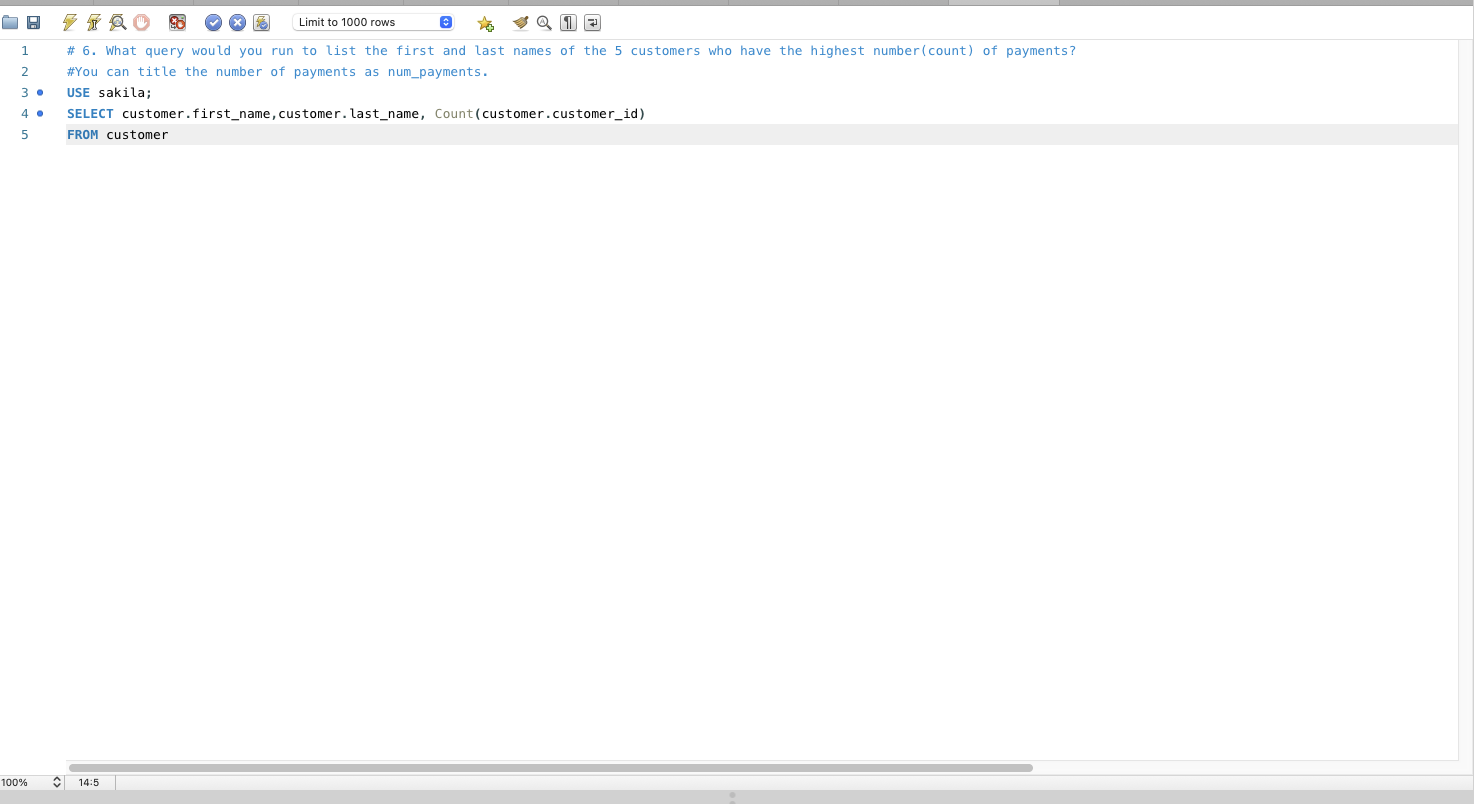 Limit to 1000 rows
1 # 6. What query would you run to list the first and last names of the 5 customers who have the highest number(count) of payments?
2 #You can title the number of payments as num_payments.
3 USE sakila;
4 SELECT customer.first_name,customer.last_name, Count(customer.customer_id)
5 FROM customer
100% 14:5